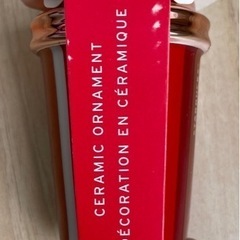 CERAMIC ORNAMENT
DÉCORATION EN CÉRAMIQUE